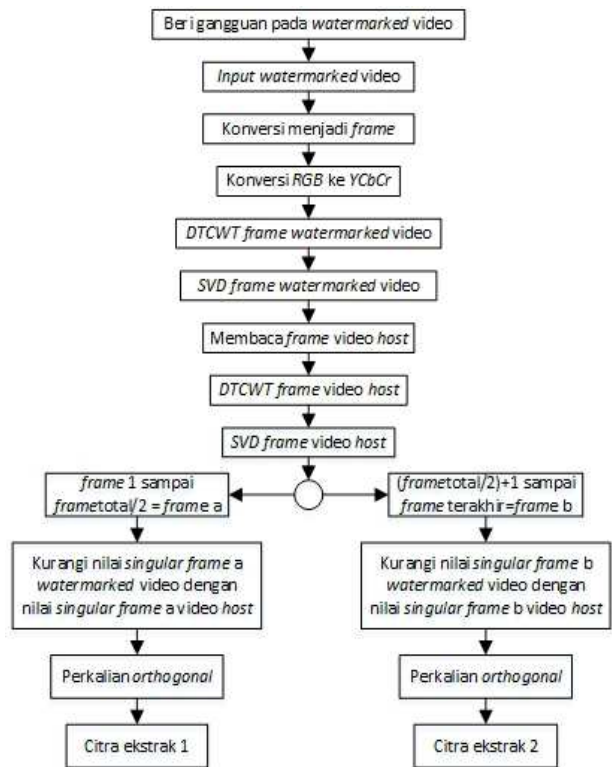 Beri gangguan pada watermarked video
Input watermarked video
Konversi menjadi frame
Konversi RGB ke YCbCr
DTCWT frame watermarked video
SVD frame watermarked video
Membaca frame video host
DTCWT frame video host
SVD frame video host
frame 1 sampai
frametotal/2 = frame a
(frametotal/2)+1 sampai
frame terakhir=frame b
Kurangi nilai singular frame a
watermarked video dengan
nilai singular frame a video host
Kurangi nilai singular frame b
watermarked video dengan
nilai singular frame b video host
Perkalian orthogonal
Perkalian orthogonal
Citra ekstrak 1
Citra ekstrak 2